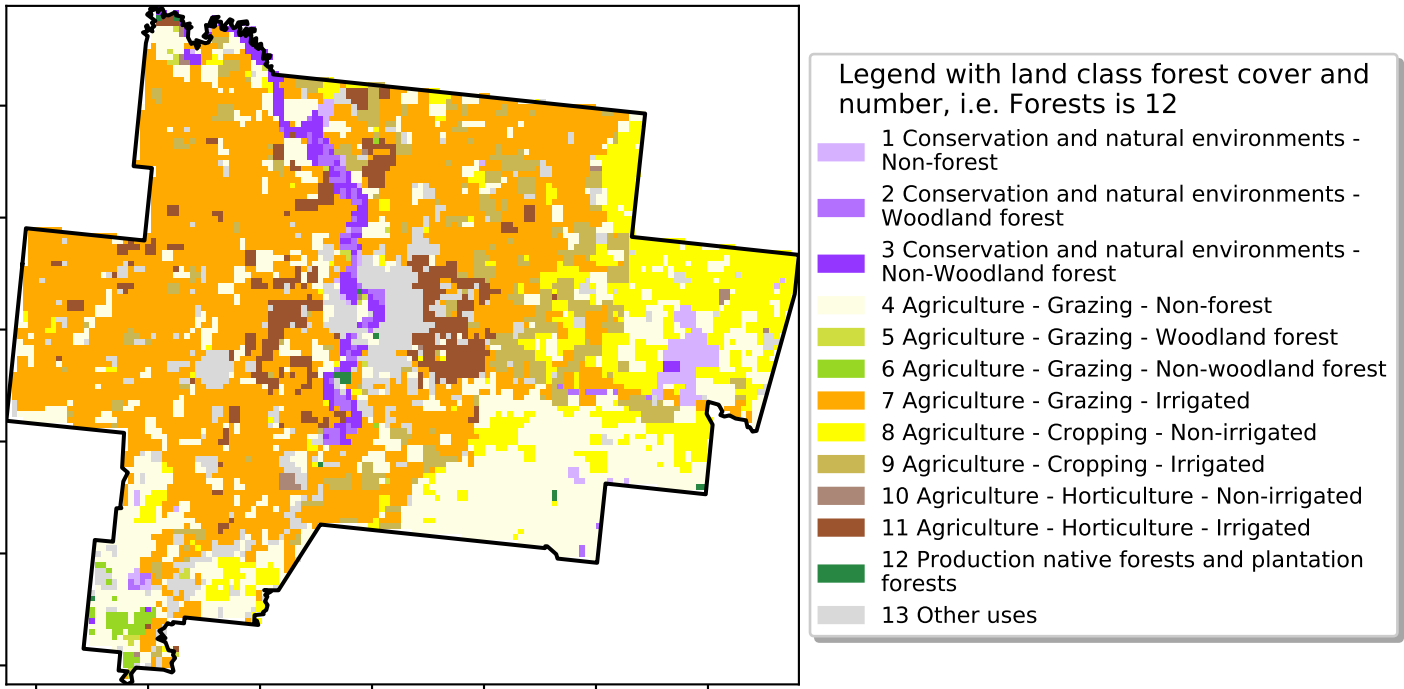 Legend with land class forest cover and
number, i.e. Forests is 12
1 Conservation and natural environments -
Non-forest
2 Conservation and natural environments -
Woodland forest
3 Conservation and natural environments -
Non-Woodland forest
4 Agriculture - Grazing - Non-forest
5 Agriculture - Grazing - Woodland forest
6 Agriculture - Grazing - Non-woodland forest
7 Agriculture - Grazing - Irrigated
8 Agriculture - Cropping - Non-irrigated
9 Agriculture - Cropping - Irrigated
10 Agriculture - Horticulture - Non-irrigated
11 Agriculture - Horticulture - Irrigated
12 Production native forests and plantation
forests
13 Other uses